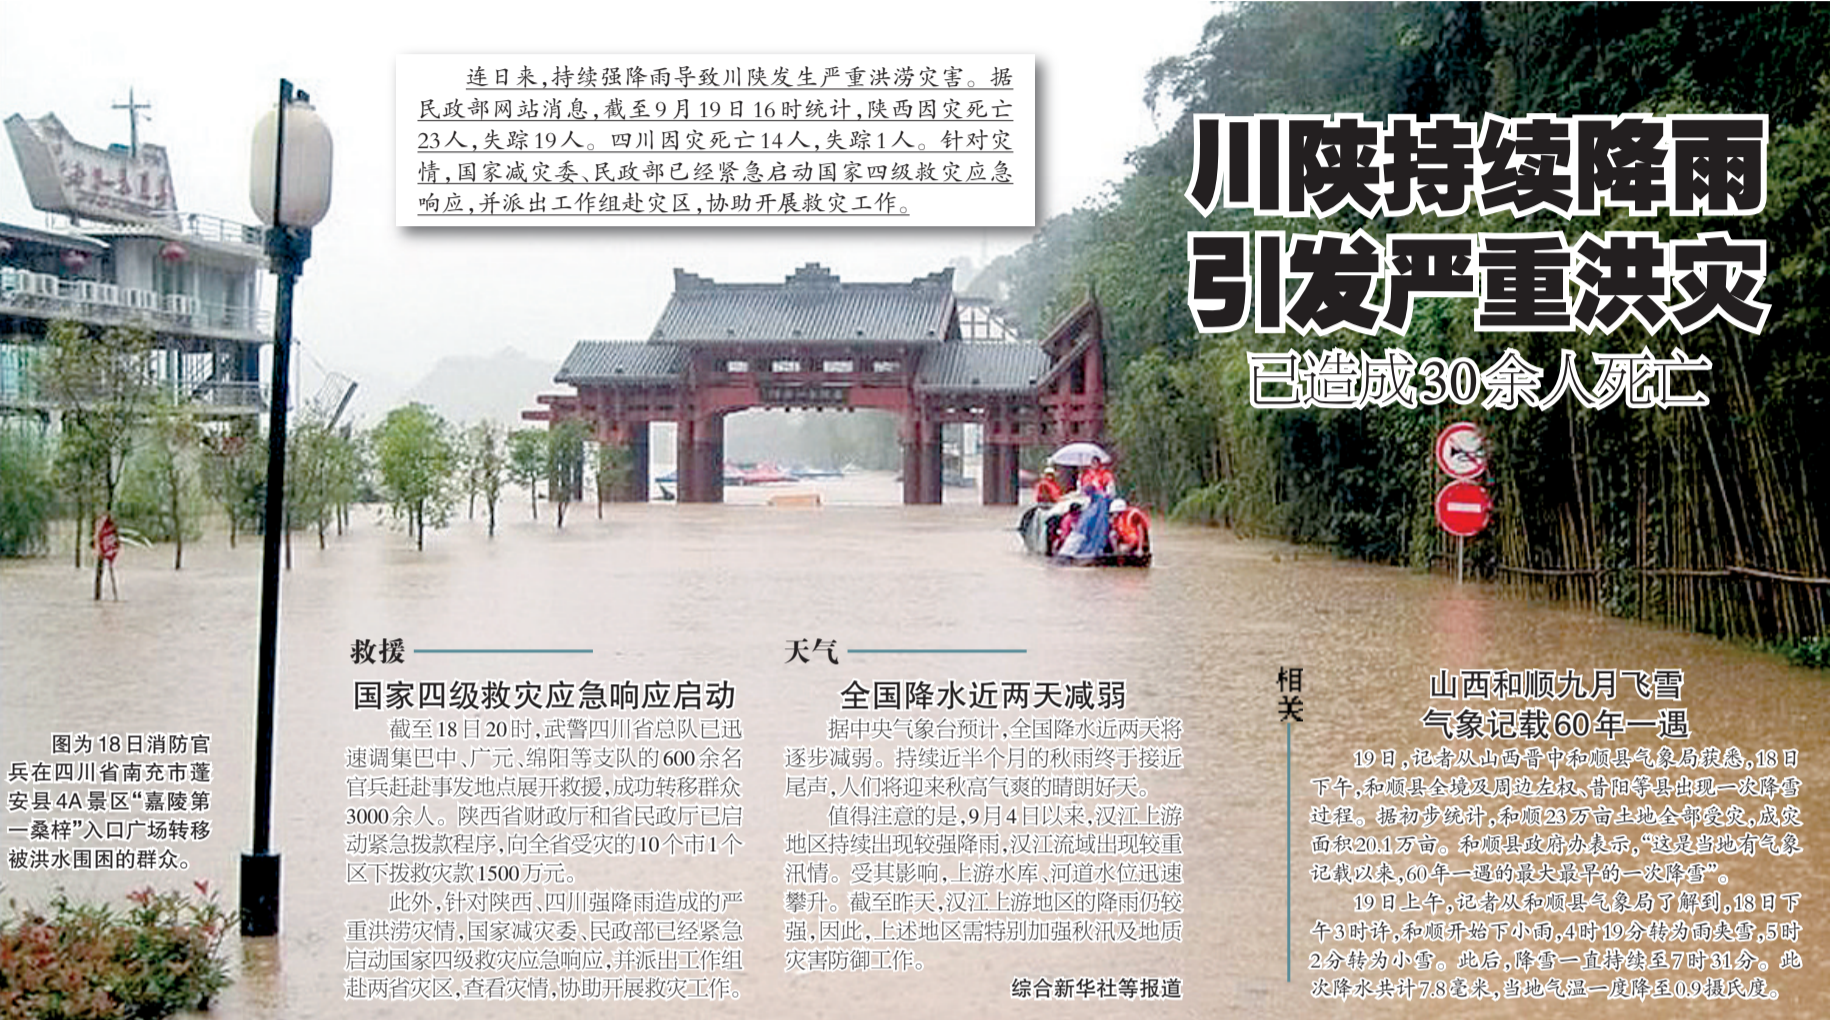 连日来，持续强降雨导致川陕发生严重洪涝灾害。据
民政部网站消息，截至9月19日16时统计，陕西因灾死亡
23人，失踪19人。四川因灾死亡14人，失踪1人。针对灾
情，国家减灾委、民政部已经紧急启动国家四级救灾应急
响应，并派出工作组赴灾区，协助开展救灾工作。
川陕持续降雨
引发严重洪灾
已造成30余人死亡
图为18日消防官
兵在四川省南充市蓬
安县4A景区“嘉陵第
一桑梓”入口广场转移
被洪水围困的群众。
救援
国家四级救灾应急响应启动
截至18日20时，武警四川省总队已迅
速调集巴中、广元、绵阳等支队的600余名
官兵赶赴事发地点展开救援，成功转移群众
3000余人。陕西省财政厅和省民政厅已启
动紧急拨款程序，向全省受灾的10个市1个
区下拨救灾款1500万元。
此外，针对陕西、四川强降雨造成的严
重洪涝灾情，国家减灾委、民政部已经紧急
启动国家四级救灾应急响应，并派出工作组
赴两省灾区，查看灾情，协助开展救灾工作。
天气
全国降水近两天减弱
据中央气象台预计，全国降水近两天将
逐步减弱。持续近半个月的秋雨终于接近
尾声，人们将迎来秋高气爽的晴朗好天。
值得注意的是，9月4日以来，汉江上游
地区持续出现较强降雨，汉江流域出现较重
汛情。受其影响，上游水库、河道水位迅速
攀升。截至昨天，汉江上游地区的降雨仍较
强，因此，上述地区需特别加强秋汛及地质
灾害防御工作。
综合新华社等报道
相关
山西和顺九月飞雪
气象记载60年一遇
19日，记者从山西晋中和顺县气象局获悉，18日
下午，和顺县全境及周边左权、昔阳等县出现一次降雪
过程。据初步统计，和顺23万亩土地全部受灾，成灾
面积20.1万亩。和顺县政府办表示，“这是当地有气象
记载以来，60年一遇的最大最早的一次降雪”。
19日上午，记者从和顺县气象局了解到，18日下
午3时许，和顺开始下小雨，4时19分转为雨夹雪，5时
2分转为小雪。此后，降雪一直持续至7时31分。此
次降水共计7.8毫米，当地气温一度降至0.9摄氏度。